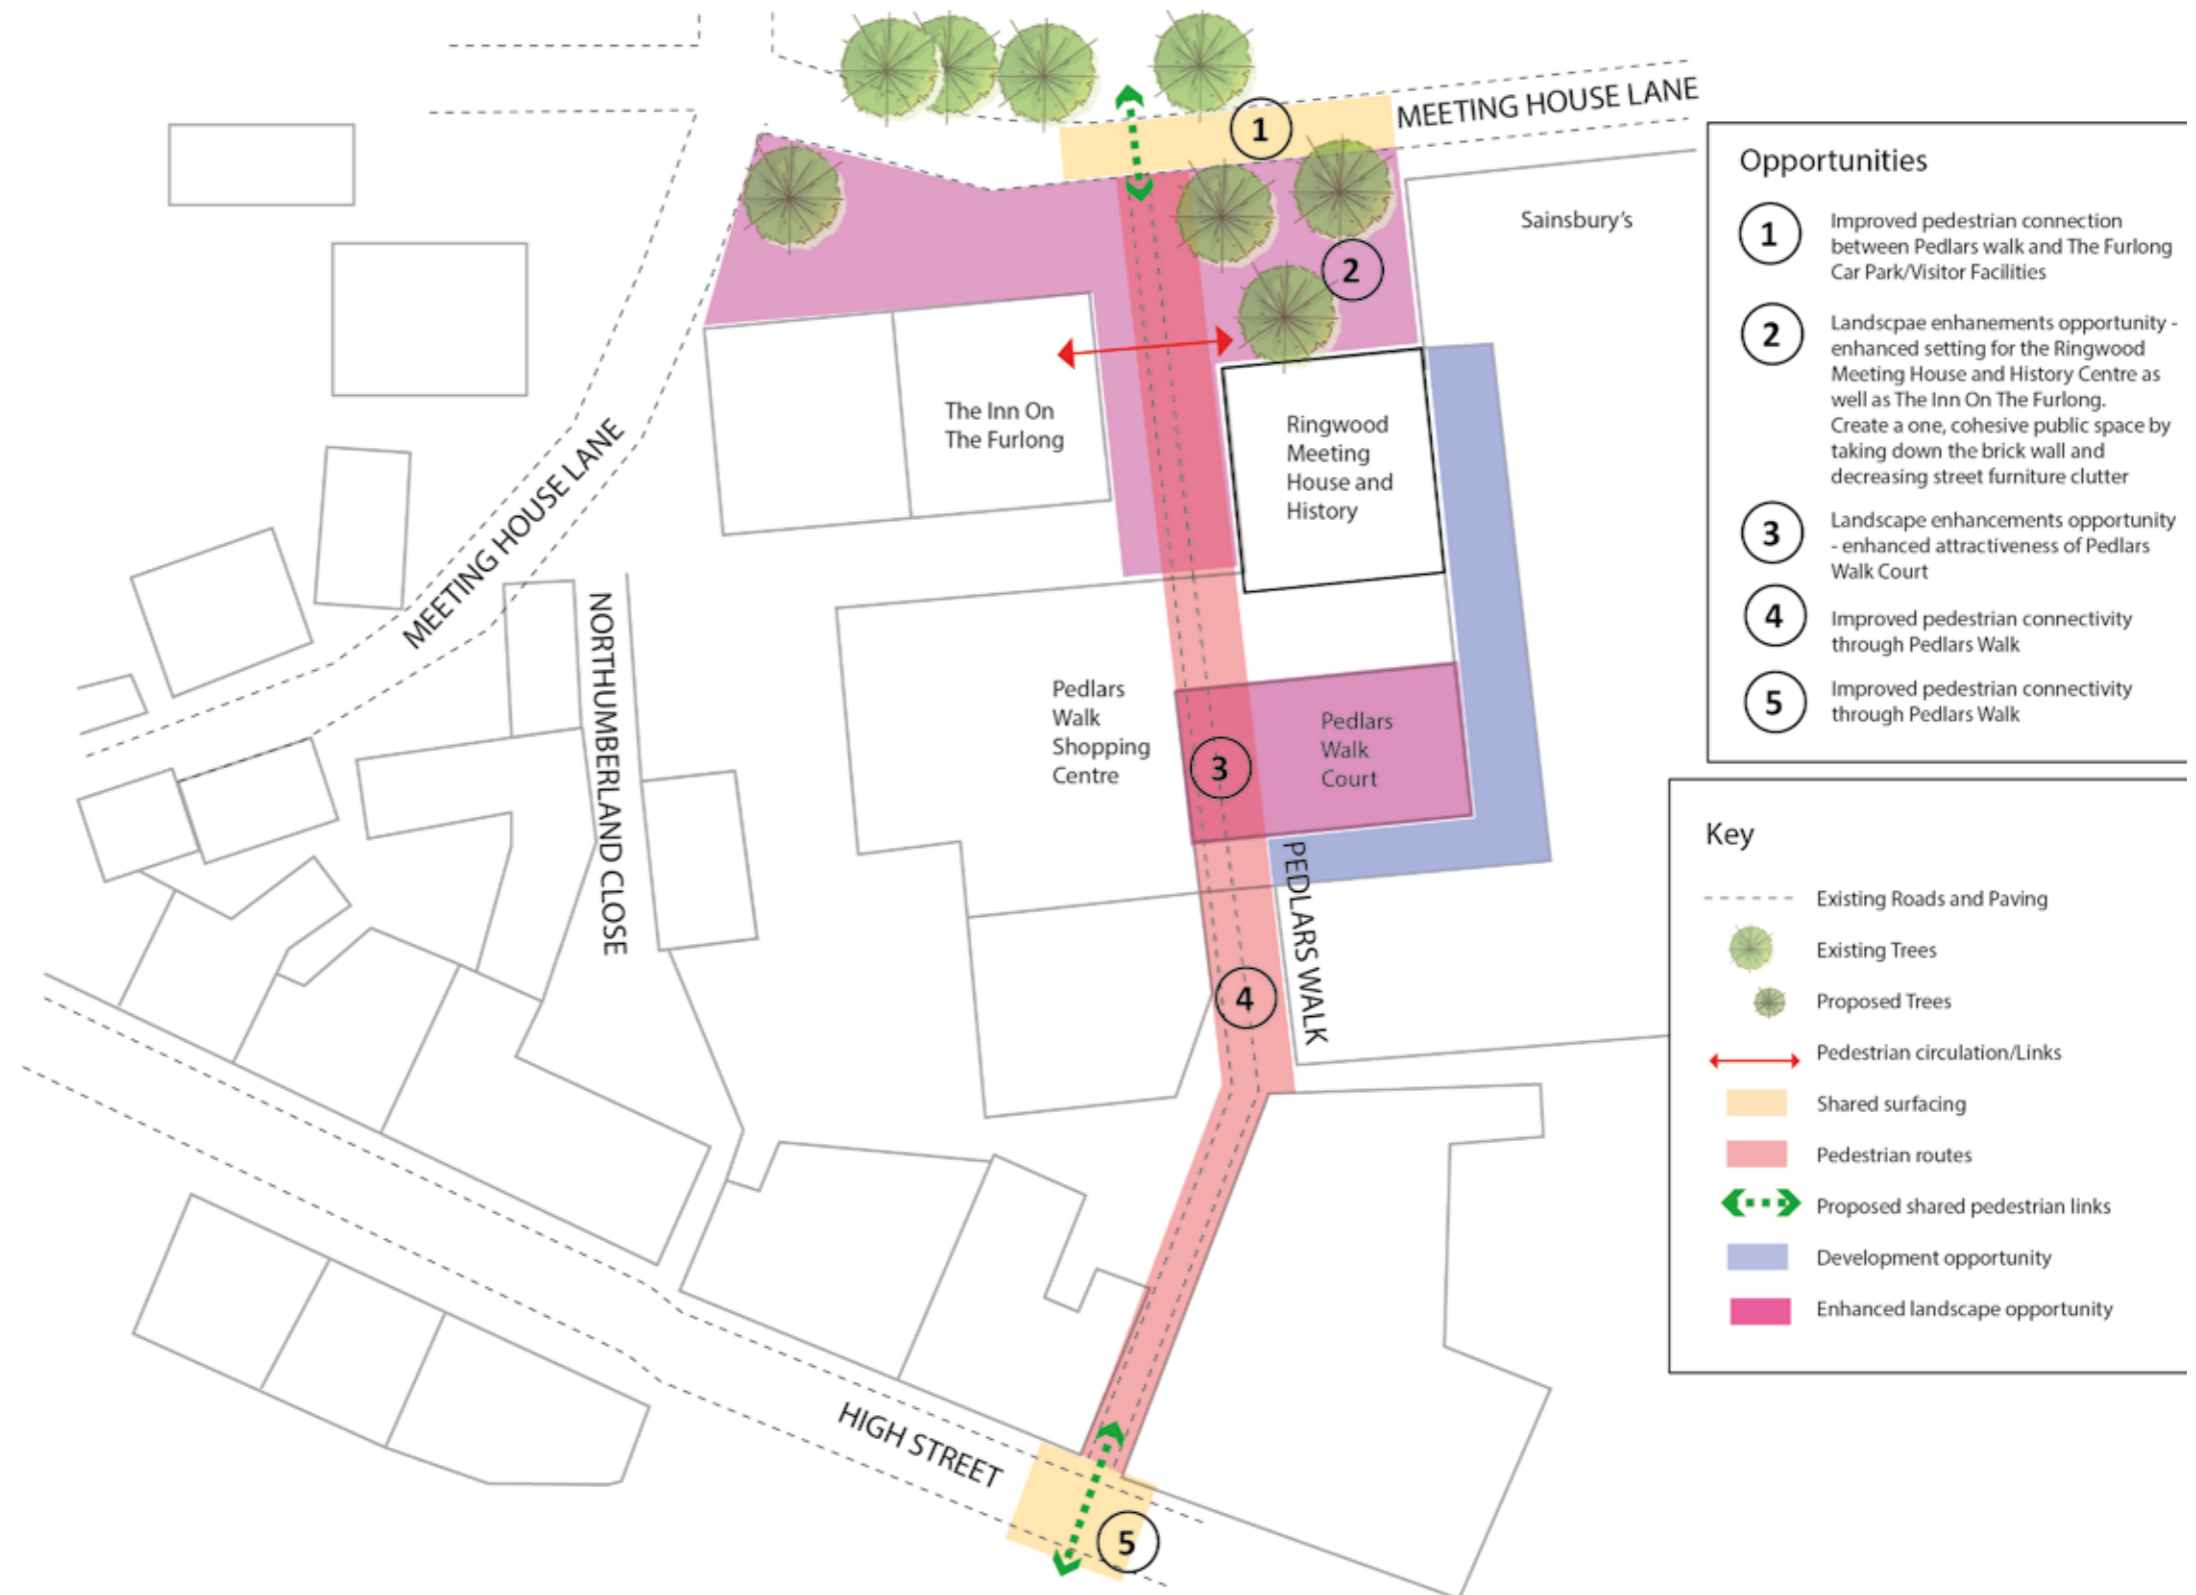 MEETING HOUSE LANE
1
Sainsbury's
2
The Inn On
The Furlong
Ringwood
Meeting
House and
History
MEETING HOUSE LANE
NORTHUMBERLAND CLOSE
Pedlars
Walk
Shopping
Centre
Pedlars
Walk
Court
3
PEDLARS WALK
4
HIGH STREET
5
Opportunities
1
Improved pedestrian connection
between Pedlars walk and The Furlong
Car Park/Visitor Facilities
2
Landscpae enhanements opportunity -
enhanced setting for the Ringwood
Meeting House and History Centre as
well as The Inn On The Furlong.
Create a one, cohesive public space by
taking down the brick wall and
decreasing street furniture clutter
3
Landscape enhancements opportunity
- enhanced attractiveness of Pedlars
Walk Court
4
Improved pedestrian connectivity
through Pedlars Walk
5
Improved pedestrian connectivity
through Pedlars Walk
Key
Existing Roads and Paving
Existing Trees
Proposed Trees
Pedestrian circulation/Links
Shared surfacing
Pedestrian routes
Proposed shared pedestrian links
Development opportunity
Enhanced landscape opportunity